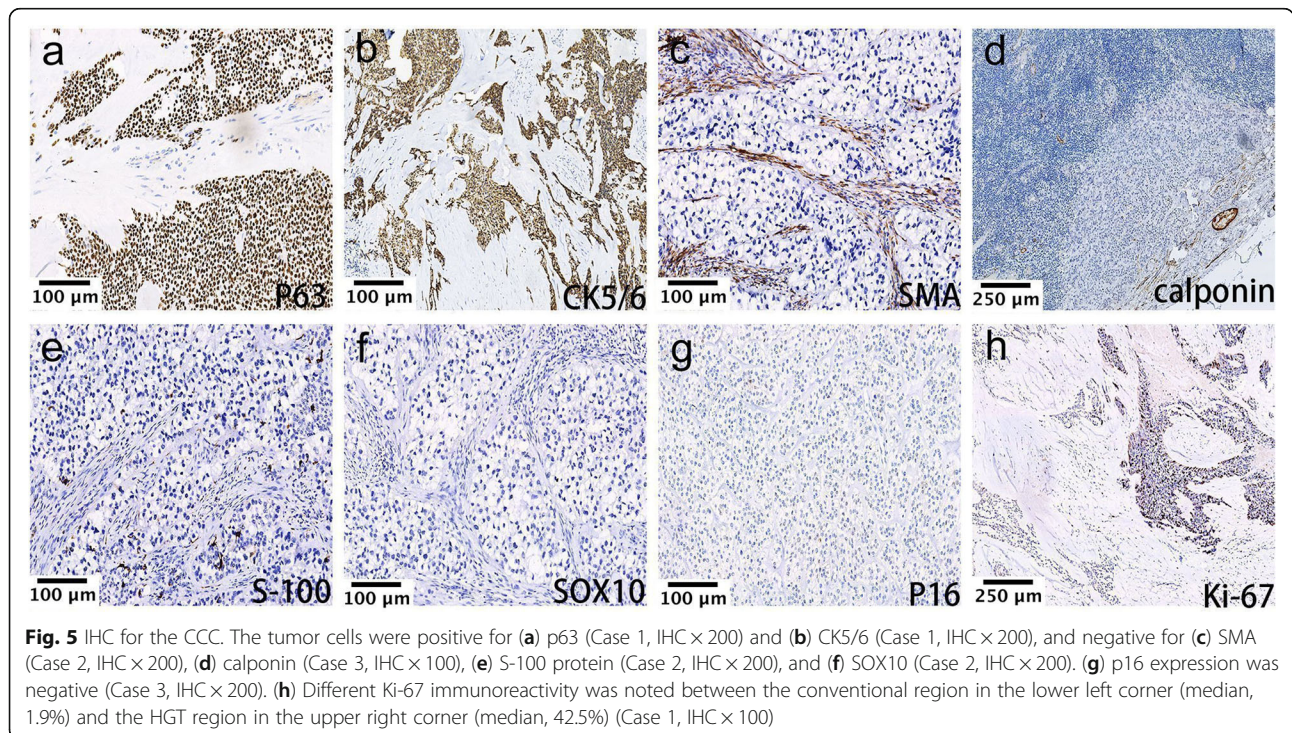 a
100 µm
P63
b
100 µm
CK5/6
c
100 µm
SMA
d
250 µm
calponin
e
100 µm
S-100
f
100 µm
SOX10
g
100 µm
P16
h
250 µm
Ki-67
Fig. 5 IHC for the CCC. The tumor cells were positive for (a) p63 (Case 1, IHC × 200) and (b) CK5/6 (Case 1, IHC × 200), and negative for (c) SMA
(Case 2, IHC × 200), (d) calponin (Case 3, IHC × 100), (e) S-100 protein (Case 2, IHC × 200), and (f) SOX10 (Case 2, IHC × 200). (g) p16 expression was
negative (Case 3, IHC × 200). (h) Different Ki-67 immunoreactivity was noted between the conventional region in the lower left corner (median,
1.9%) and the HGT region in the upper right corner (median, 42.5%) (Case 1, IHC × 100)